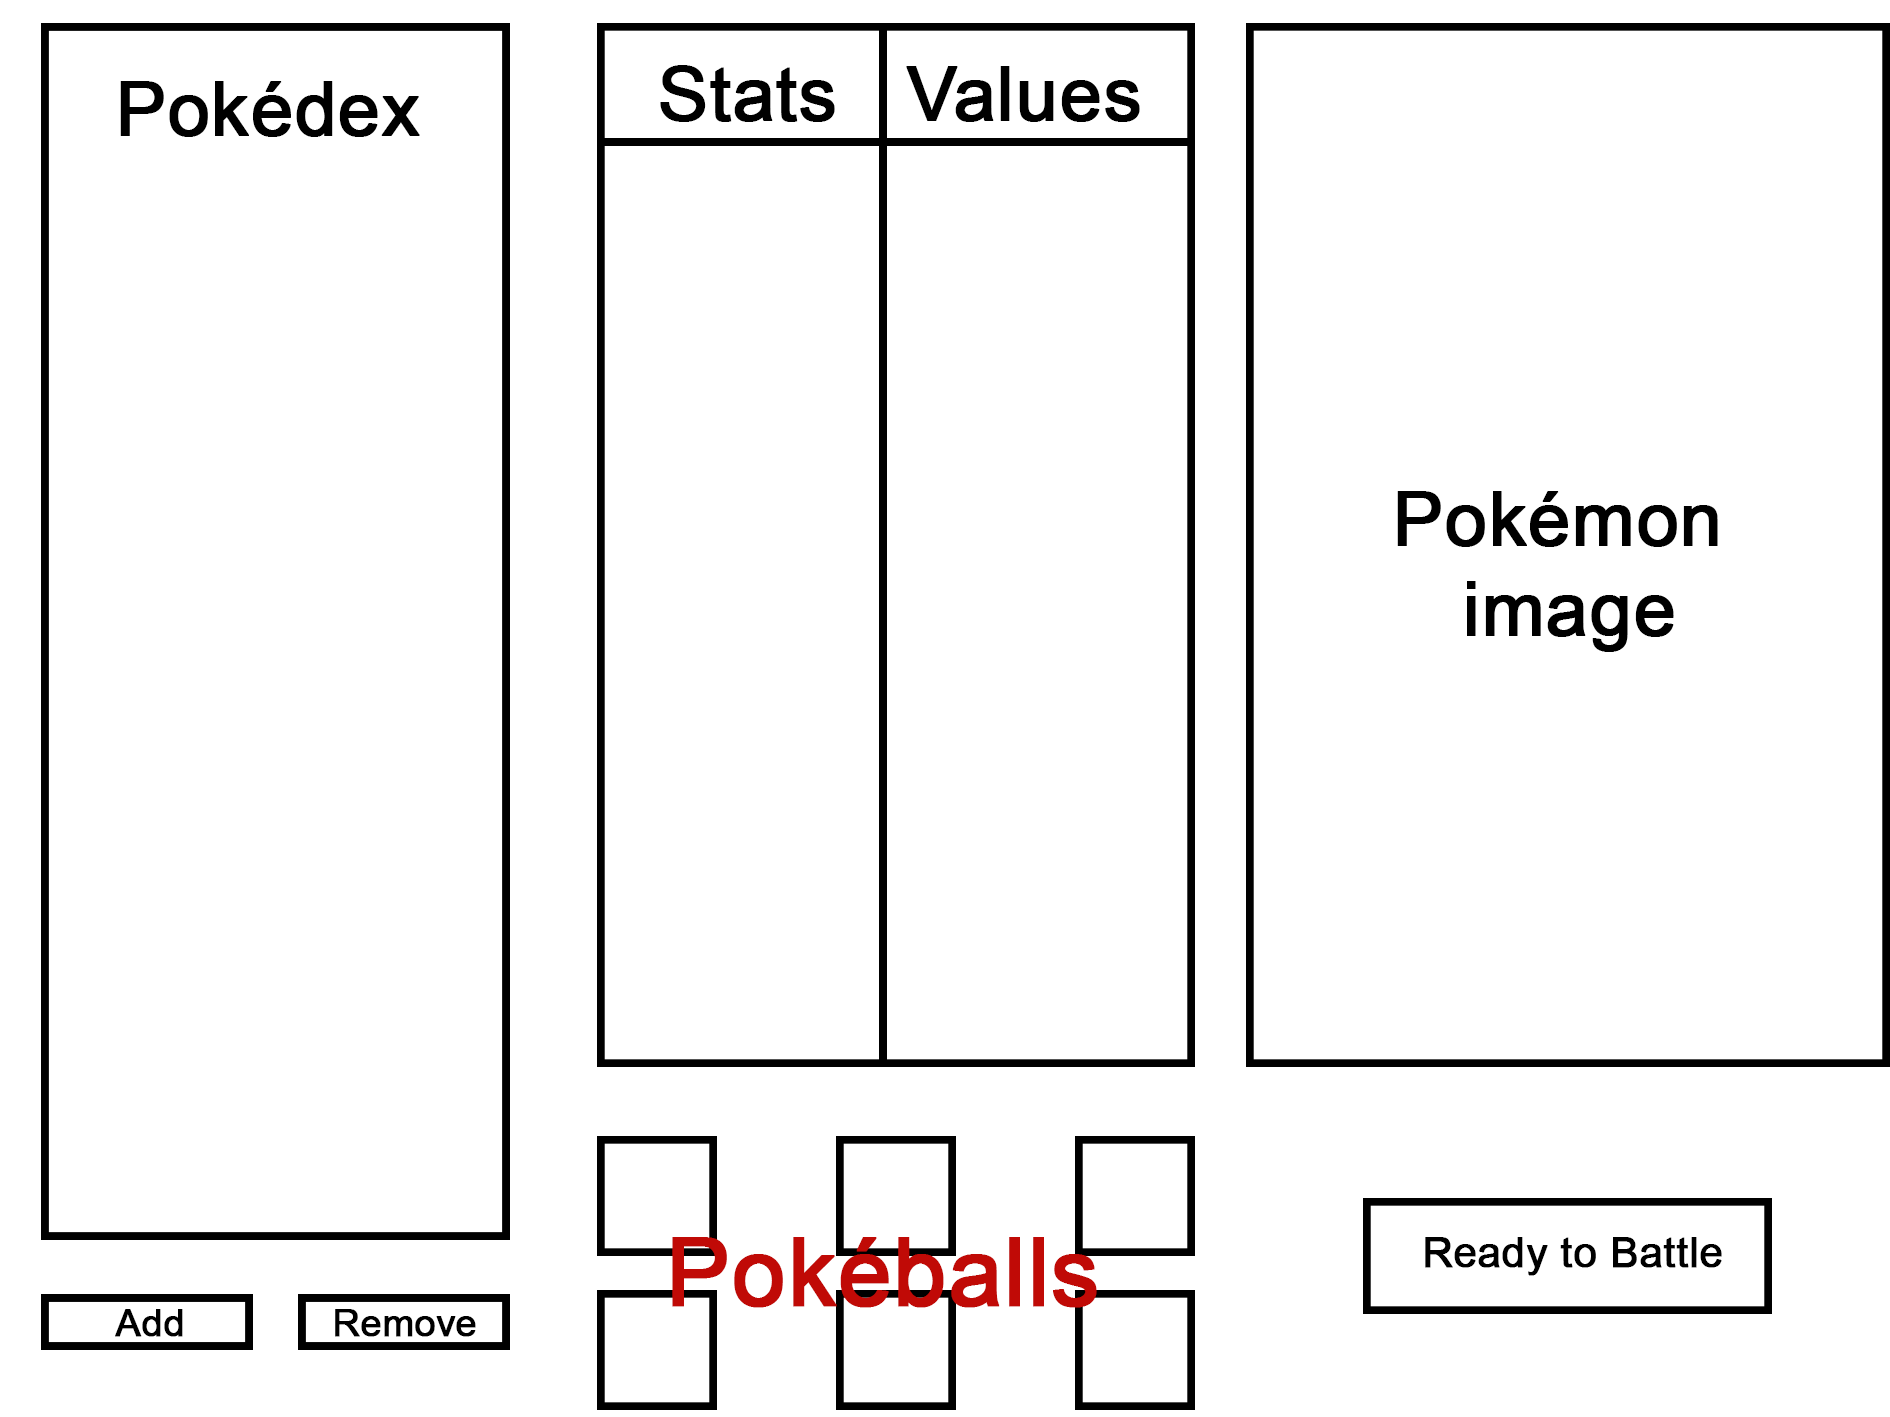 Pokédex
Stats
Values
Pokémon
image
Pokéballs
Ready to Battle
Add
Remove